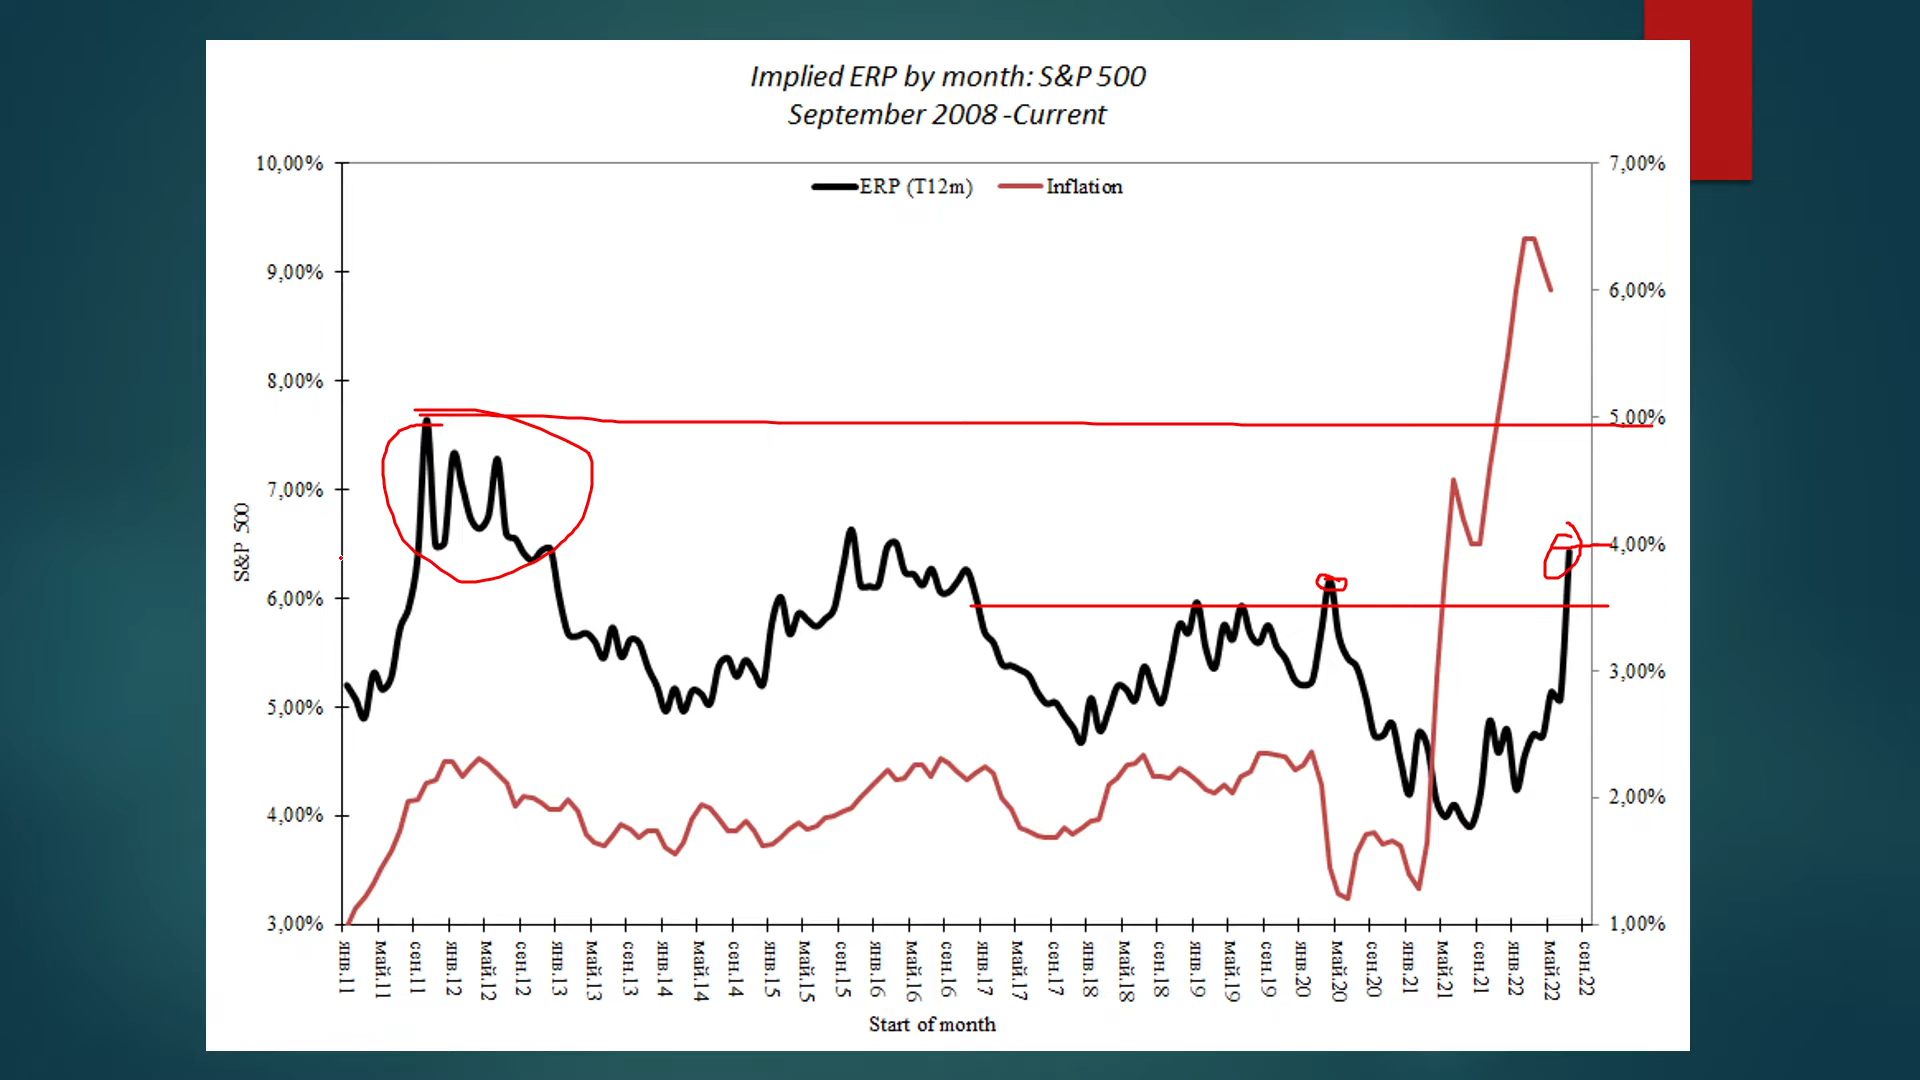 Implied ERP by month: S&P 500
September 2008 -Current
ERP (T12m)
Inflation
10,00%
9,00%
8,00%
7,00%
6,00%
5,00%
4,00%
3,00%
S&P 500
7,00%
6,00%
5,00%
4,00%
3,00%
2,00%
1,00%
янв.11
май.11
сен.11
янв.12
май.12
сен.12
янв.13
май.13
сен.13
янв.14
май.14
сен.14
янв.15
май.15
сен.15
янв.16
май.16
сен.16
янв.17
май.17
сен.17
янв.18
май.18
сен.18
янв.19
май.19
сен.19
янв.20
май.20
сен.20
янв.21
май.21
сен.21
янв.22
май.22
сен.22
Start of month